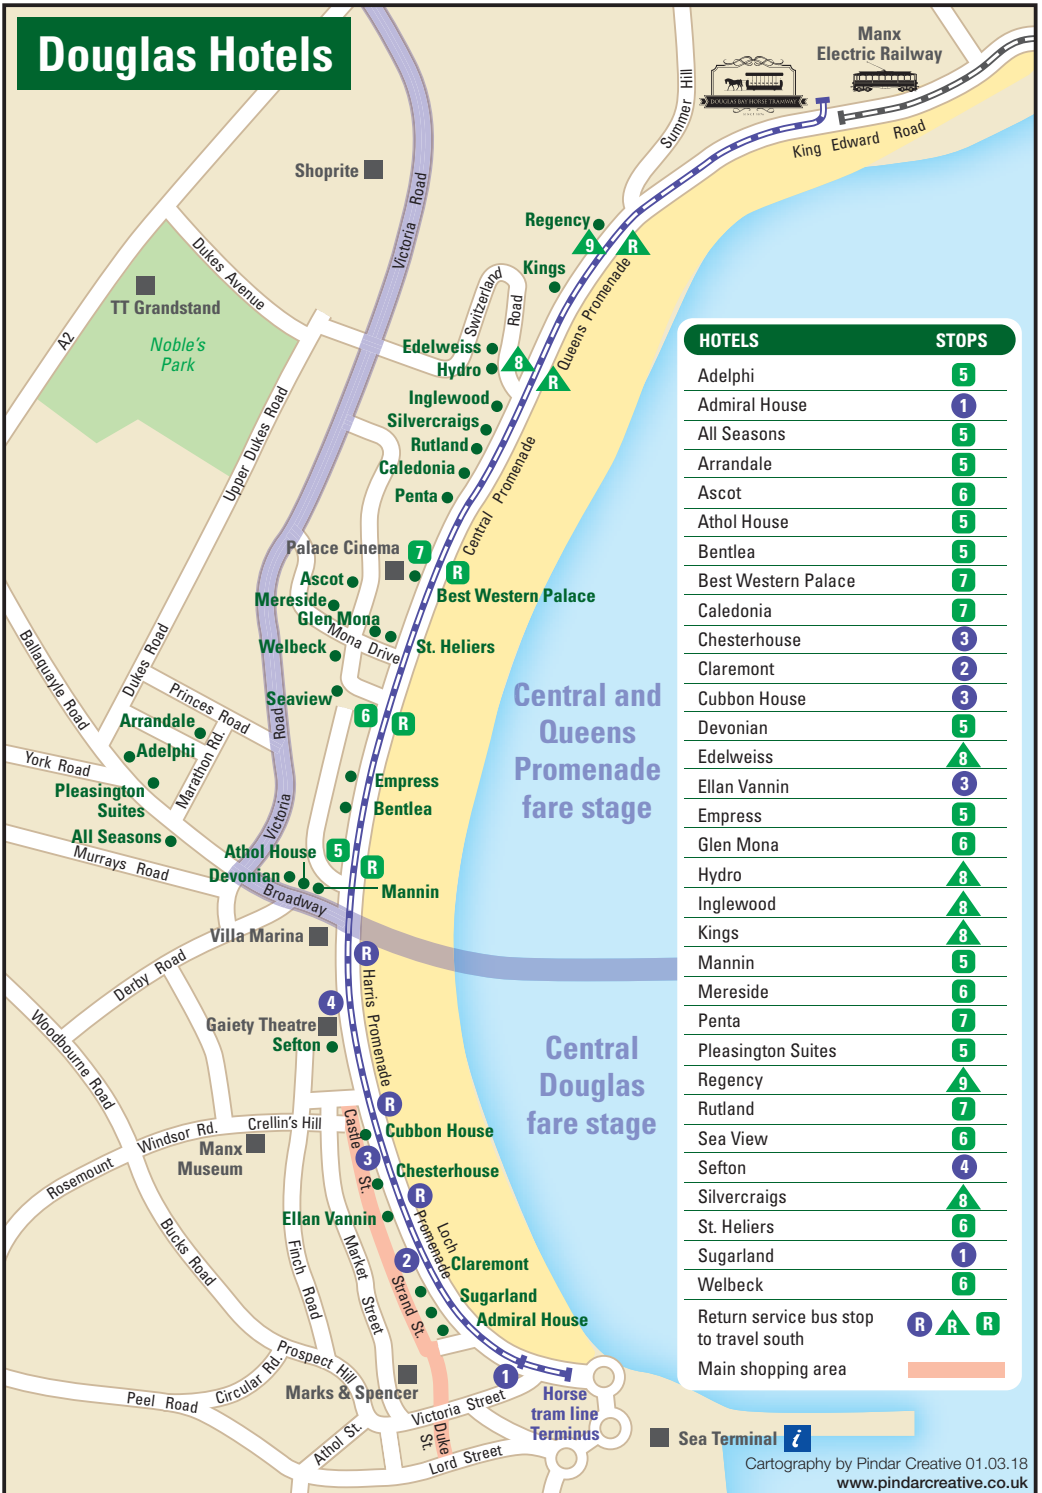 Douglas Hotels
Manx
Electric Railway
DOUGLAS BAY HORSE TRAMWAY
Summer Hill
King Edward Road
Shoprite
Victoria Road
Regency
9
R
Kings
Queens Promenade
Dukes Avenue
TT Grandstand
Noble's
Park
A2
Switzerland
Road
Edelweiss
Hydro
8
R
Inglewood
Silvercraigs
Rutland
Caledonia
Penta
Central Promenade
Upper Dukes Road
Palace Cinema
7
R
Ascot
Best Western Palace
Mereside
Glen Mona
Mona Drive
St. Heliers
Welbeck
Seaview
6
R
Ballaquayle Road
Dukes Road
Princes Road
Victoria
Road
Arrandale
Adelphi
Marathon Rd.
York Road
Pleasington
Suites
Empress
Bentlea
All Seasons
Murrays Road
Athol House
5
R
Devonian
Mannin
Broadway
Central and
Queens
Promenade
fare stage
Villa Marina
R
Derby Road
Harris Promenade
4
Gaiety Theatre
Sefton
Woodbourne Road
Central
Douglas
fare stage
R
Crellin's Hill
Windsor Rd.
Rosemount
Manx
Museum
Castle
St.
Cubbon House
3
Chesterhouse
R
Ellan Vannin
Loch
Promenade
Bucks Road
Finch Road
Market Street
2
Claremont
Strand St.
Sugarland
Admiral House
Prospect Hill
Circular Rd.
Peel Road
Marks & Spencer
1
Horse
tram line
Terminus
Victoria Street
Athol St.
Duke
St.
Lord Street
Sea Terminal
i
HOTELS STOPS
Adelphi 5
Admiral House 1
All Seasons 5
Arrandale 5
Ascot 6
Athol House 5
Bentlea 5
Best Western Palace 7
Caledonia 7
Chesterhouse 3
Claremont 2
Cubbon House 3
Devonian 5
Edelweiss 8
Ellan Vannin 3
Empress 5
Glen Mona 6
Hydro 8
Inglewood 8
Kings 8
Mannin 5
Mereside 6
Penta 7
Pleasington Suites 5
Regency 9
Rutland 7
Sea View 6
Sefton 4
Silvercraigs 8
St. Heliers 6
Sugarland 1
Welbeck 6
Return service bus stop R R R
to travel south
Main shopping area
Cartography by Pindar Creative 01.03.18
www.pindarcreative.co.uk